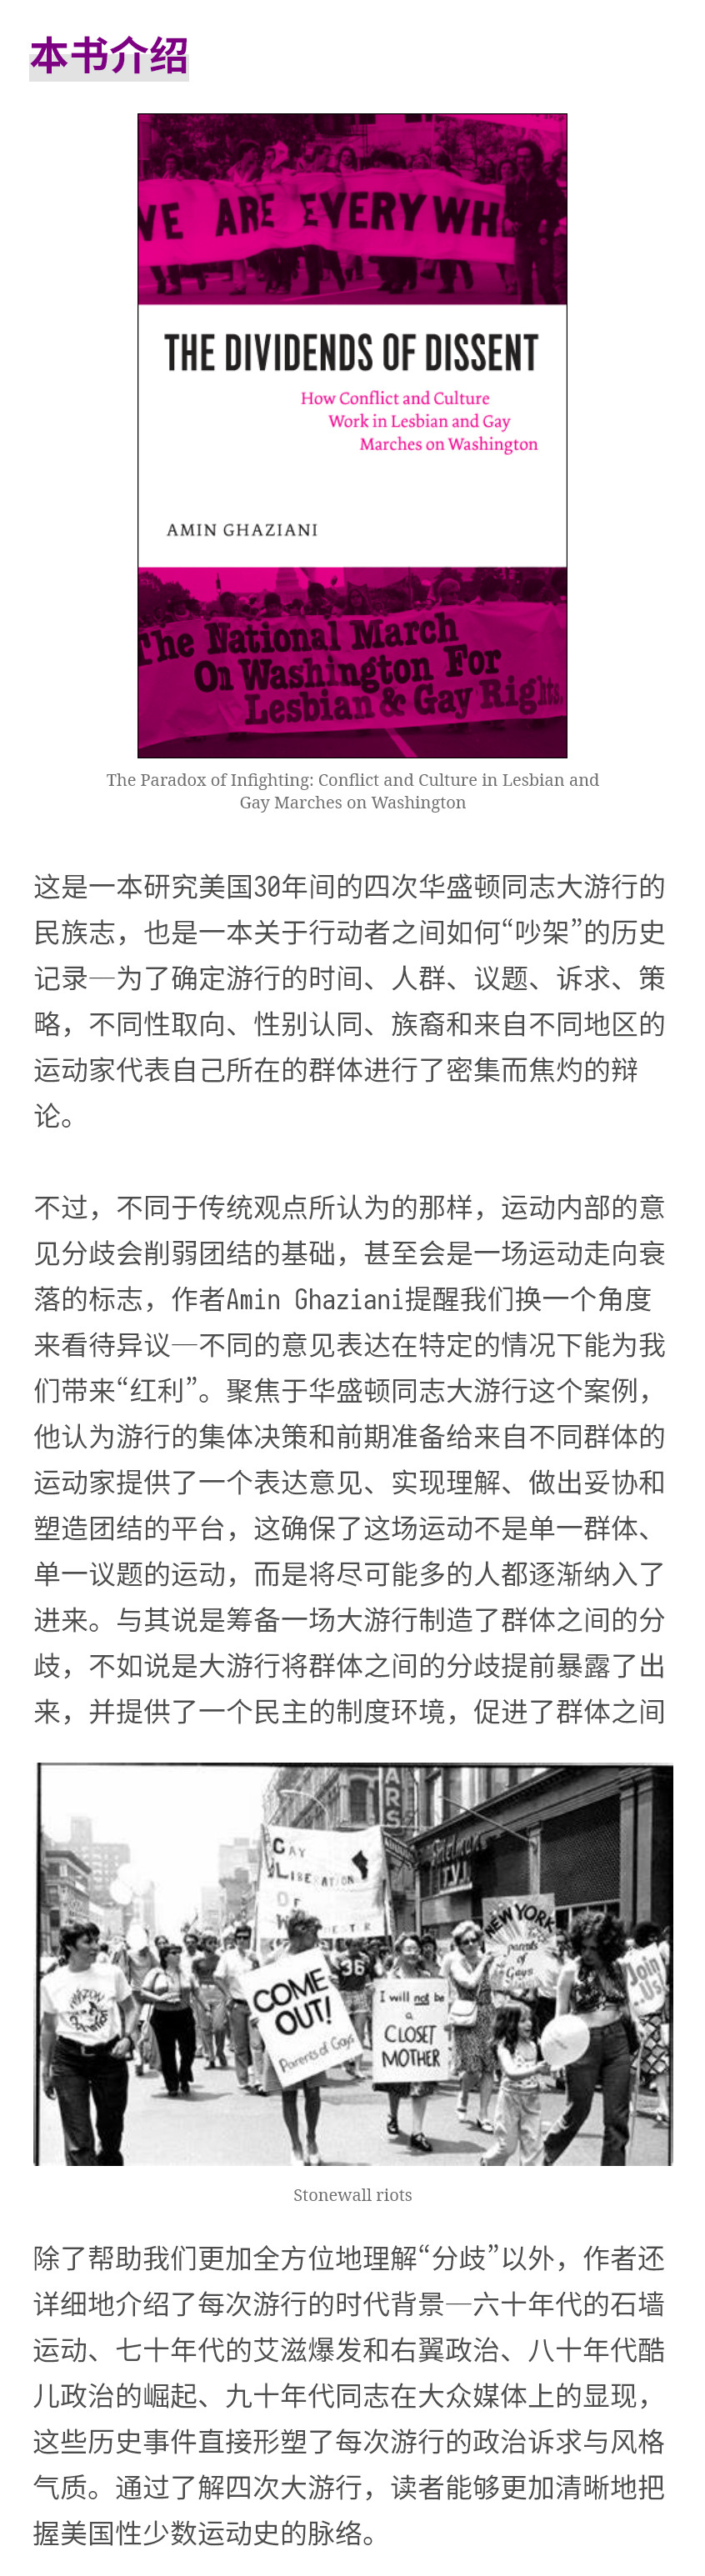 本书介绍
WE ARE EVERYWH
THE DIVIDENDS OF DISSENT
How Conflict and Culture
Work in Lesbian and Gay
Marches on Washington
AMIN GHAZIANI
The National March
On Washington For
Lesbian & Gay Rights.
The Paradox of Infighting: Conflict and Culture in Lesbian and
Gay Marches on Washington
这是一本研究美国30年间的四次华盛顿同志大游行的
民族志，也是一本关于行动者之间如何“吵架”的历史
记录—为了确定游行的时间、人群、议题、诉求、策
略，不同性取向、性别认同、族裔和来自不同地区的
运动家代表自己所在的群体进行了密集而焦灼的辩
论。
不过，不同于传统观点所认为的那样，运动内部的意
见分歧会削弱团结的基础，甚至会是一场运动走向衰
落的标志，作者Amin Ghaziani提醒我们换一个角度
来看待异议—不同的意见表达在特定的情况下能为我
们带来“红利”。聚焦于华盛顿同志大游行这个案例，
他认为游行的集体决策和前期准备给来自不同群体的
运动家提供了一个表达意见、实现理解、做出妥协和
塑造团结的平台，这确保了这场运动不是单一群体、
单一议题的运动，而是将尽可能多的人都逐渐纳入了
进来。与其说是筹备一场大游行制造了群体之间的分
歧，不如说是大游行将群体之间的分歧提前暴露了出
来，并提供了一个民主的制度环境，促进了群体之间
ARS
GAY
LIBERATION
OF
36
COME
OUT!
Parents of Gays
I will not be
a
CLOSET
MOTHER
NEW YORK
parents
of
Gays
Join
Us!
Stonewall riots
除了帮助我们更加全方位地理解“分歧”以外，作者还
详细地介绍了每次游行的时代背景—六十年代的石墙
运动、七十年代的艾滋爆发和右翼政治、八十年代酷
儿政治的崛起、九十年代同志在大众媒体上的显现，
这些历史事件直接形塑了每次游行的政治诉求与风格
气质。通过了解四次大游行，读者能够更加清晰地把
握美国性少数运动史的脉络。